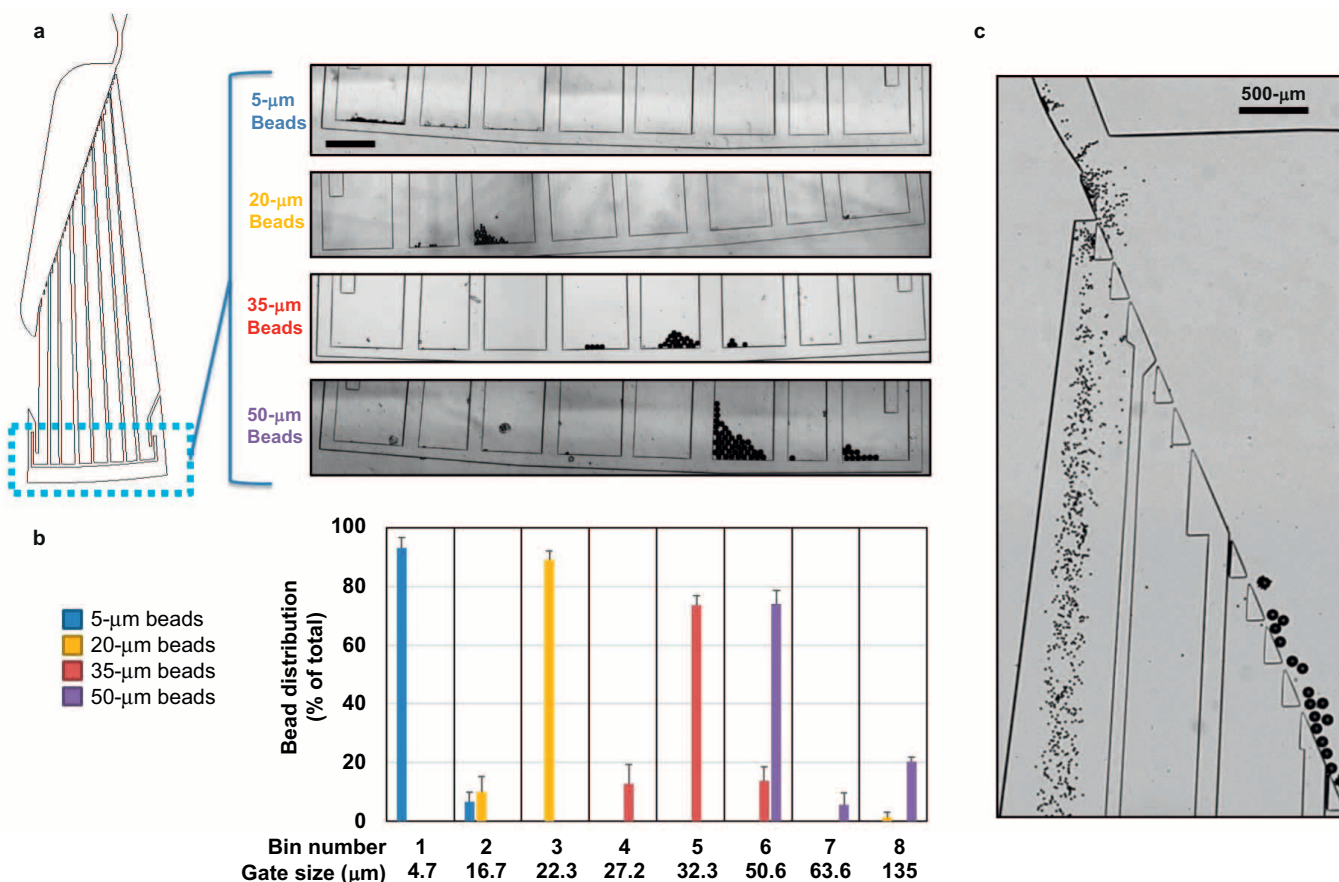 a
5-μm
Beads
20-μm
Beads
35-μm
Beads
50-μm
Beads
b
5-μm beads
20-μm beads
35-μm beads
50-μm beads
Bead distribution
(% of total)
100
80
60
40
20
0
Bin number 1 2 3 4 5 6 7 8
Gate size (μm) 4.7 16.7 22.3 27.2 32.3 50.6 63.6 135
c
500-μm